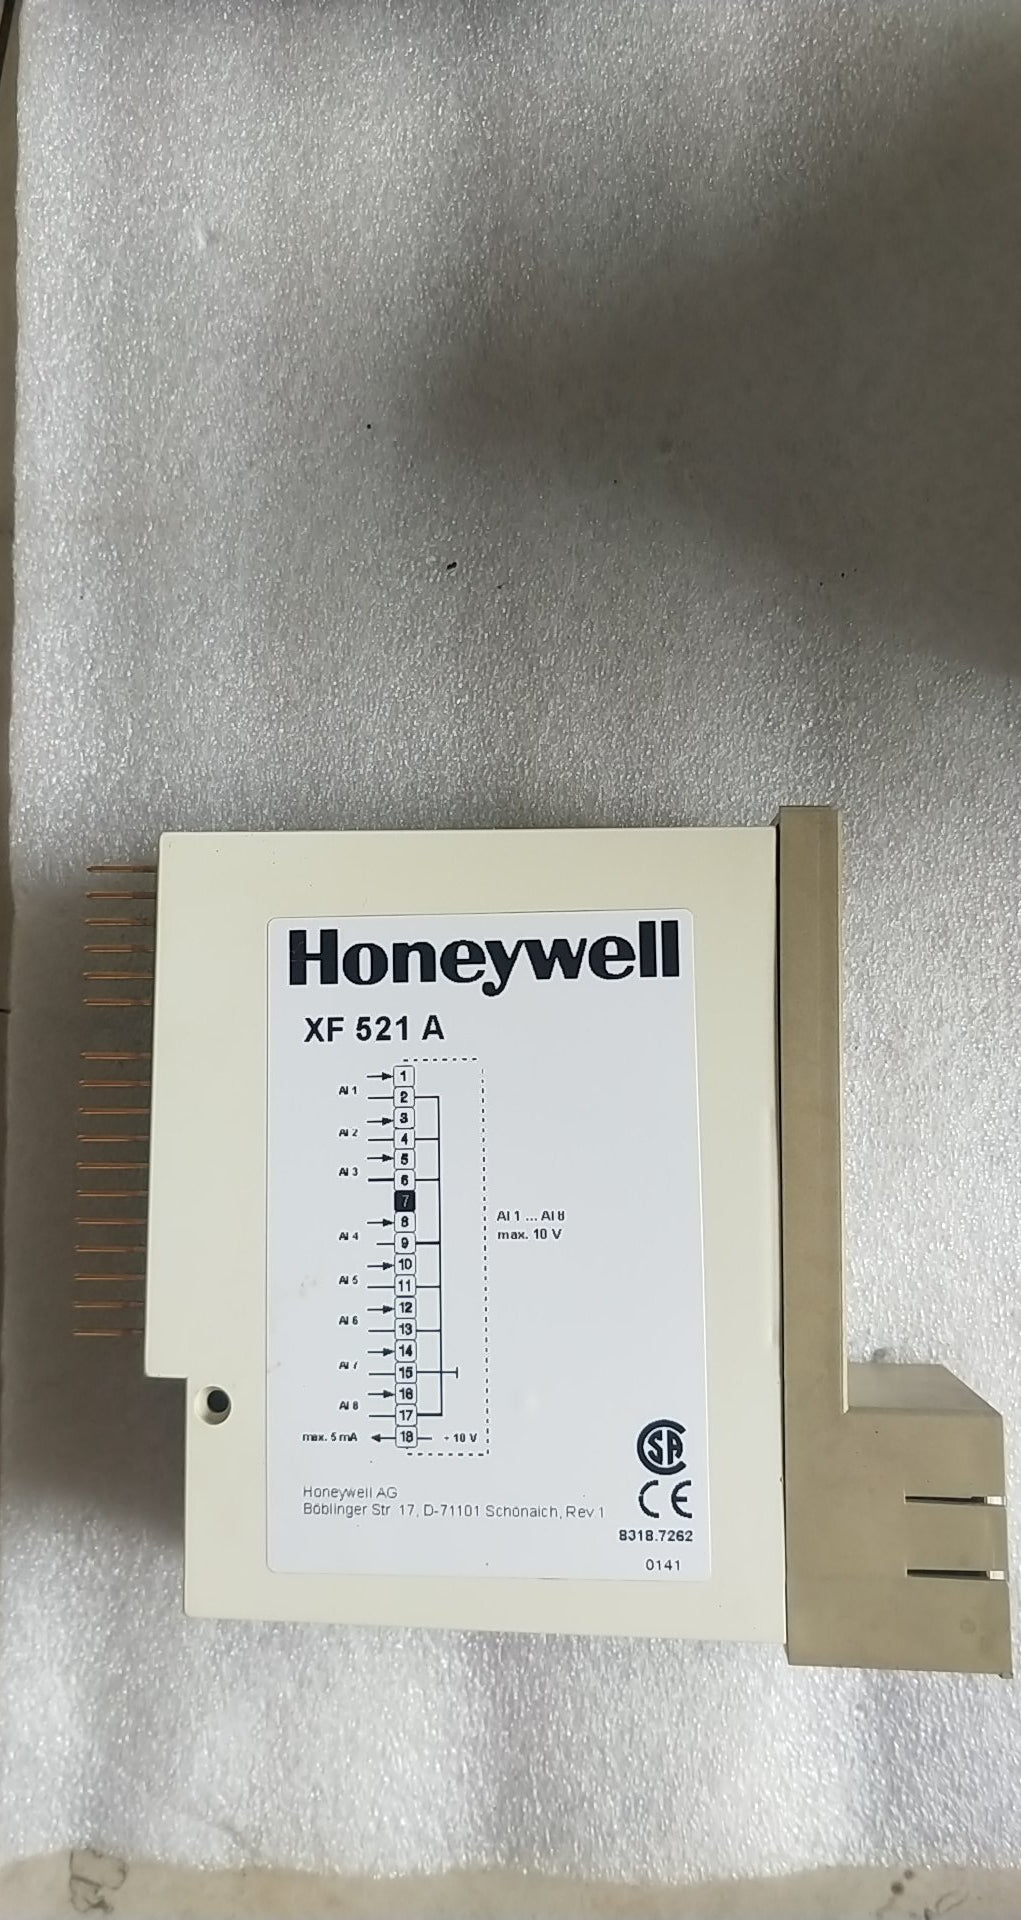 Honeywell
XF 521 A
1
AI 1
2
3
AI 2
4
5
AI 3
6
7
AI 1 ... AI 8
8
max. 10 V
AI 4
9
10
AI 5
11
12
AI 6
13
14
AI 7
15
16
AI 8
17
max. 5 mA 18 + 10 V
SA
Honeywell AG
CE
Böblinger Str 17, D-71101 Schönaich, Rev 1
8318.7262
0141